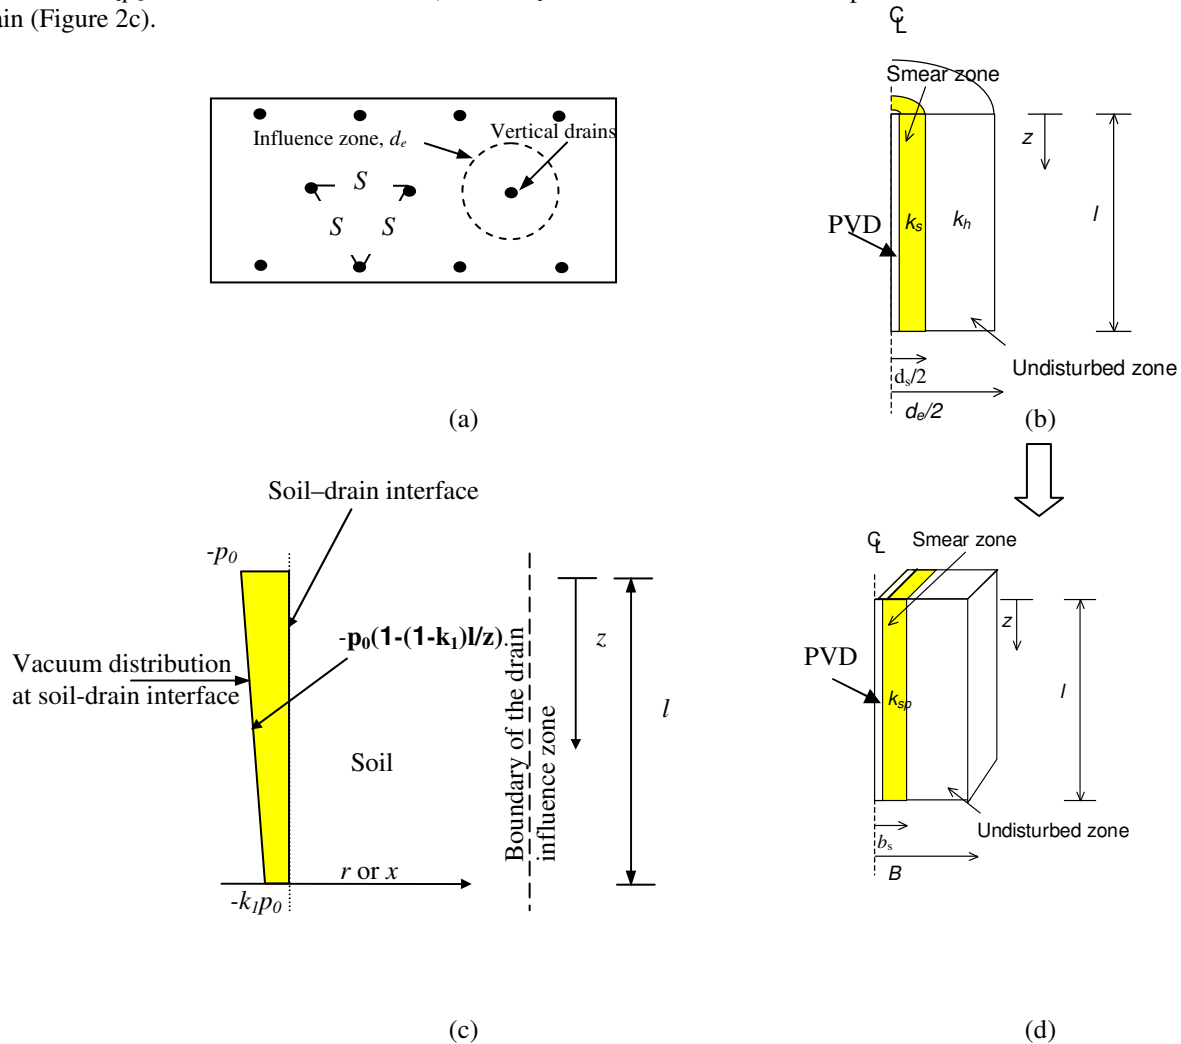 ain (Figure 2c).
℄
Smear zone
Influence zone, de
Vertical drains
S
S S
z
PVD
ks
kh
l
Undisturbed zone
ds/2
de/2
(a)
(b)
Soil–drain interface
-p0
-p0(1-(1-k1)l/z).
Vacuum distribution
at soil-drain interface
Soil
Boundary of the drain
influence zone
z
l
r or x
-k1p0
℄
Smear zone
z
PVD
ksp
l
Undisturbed zone
bs
B
(c)
(d)